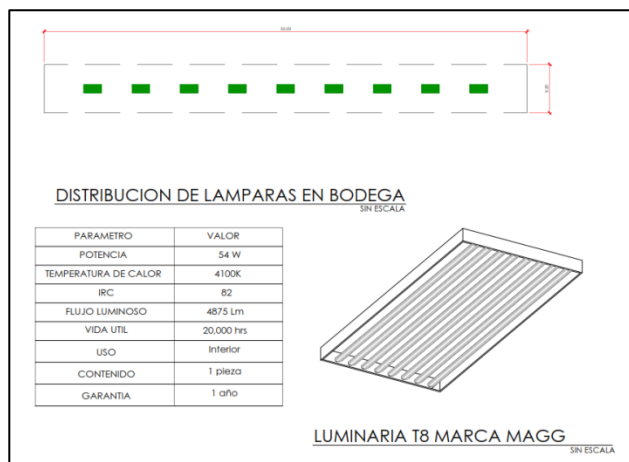 50.00
DISTRIBUCION DE LAMPARAS EN BODEGA
SIN ESCALA
PARAMETRO VALOR
POTENCIA 54 W
TEMPERATURA DE CALOR 4100K
IRC 82
FLUJO LUMINOSO 4875 Lm
VIDA UTIL 20,000 hrs
USO Interior
CONTENIDO 1 pieza
GARANTIA 1 año
LUMINARIA T8 MARCA MAGG
SIN ESCALA